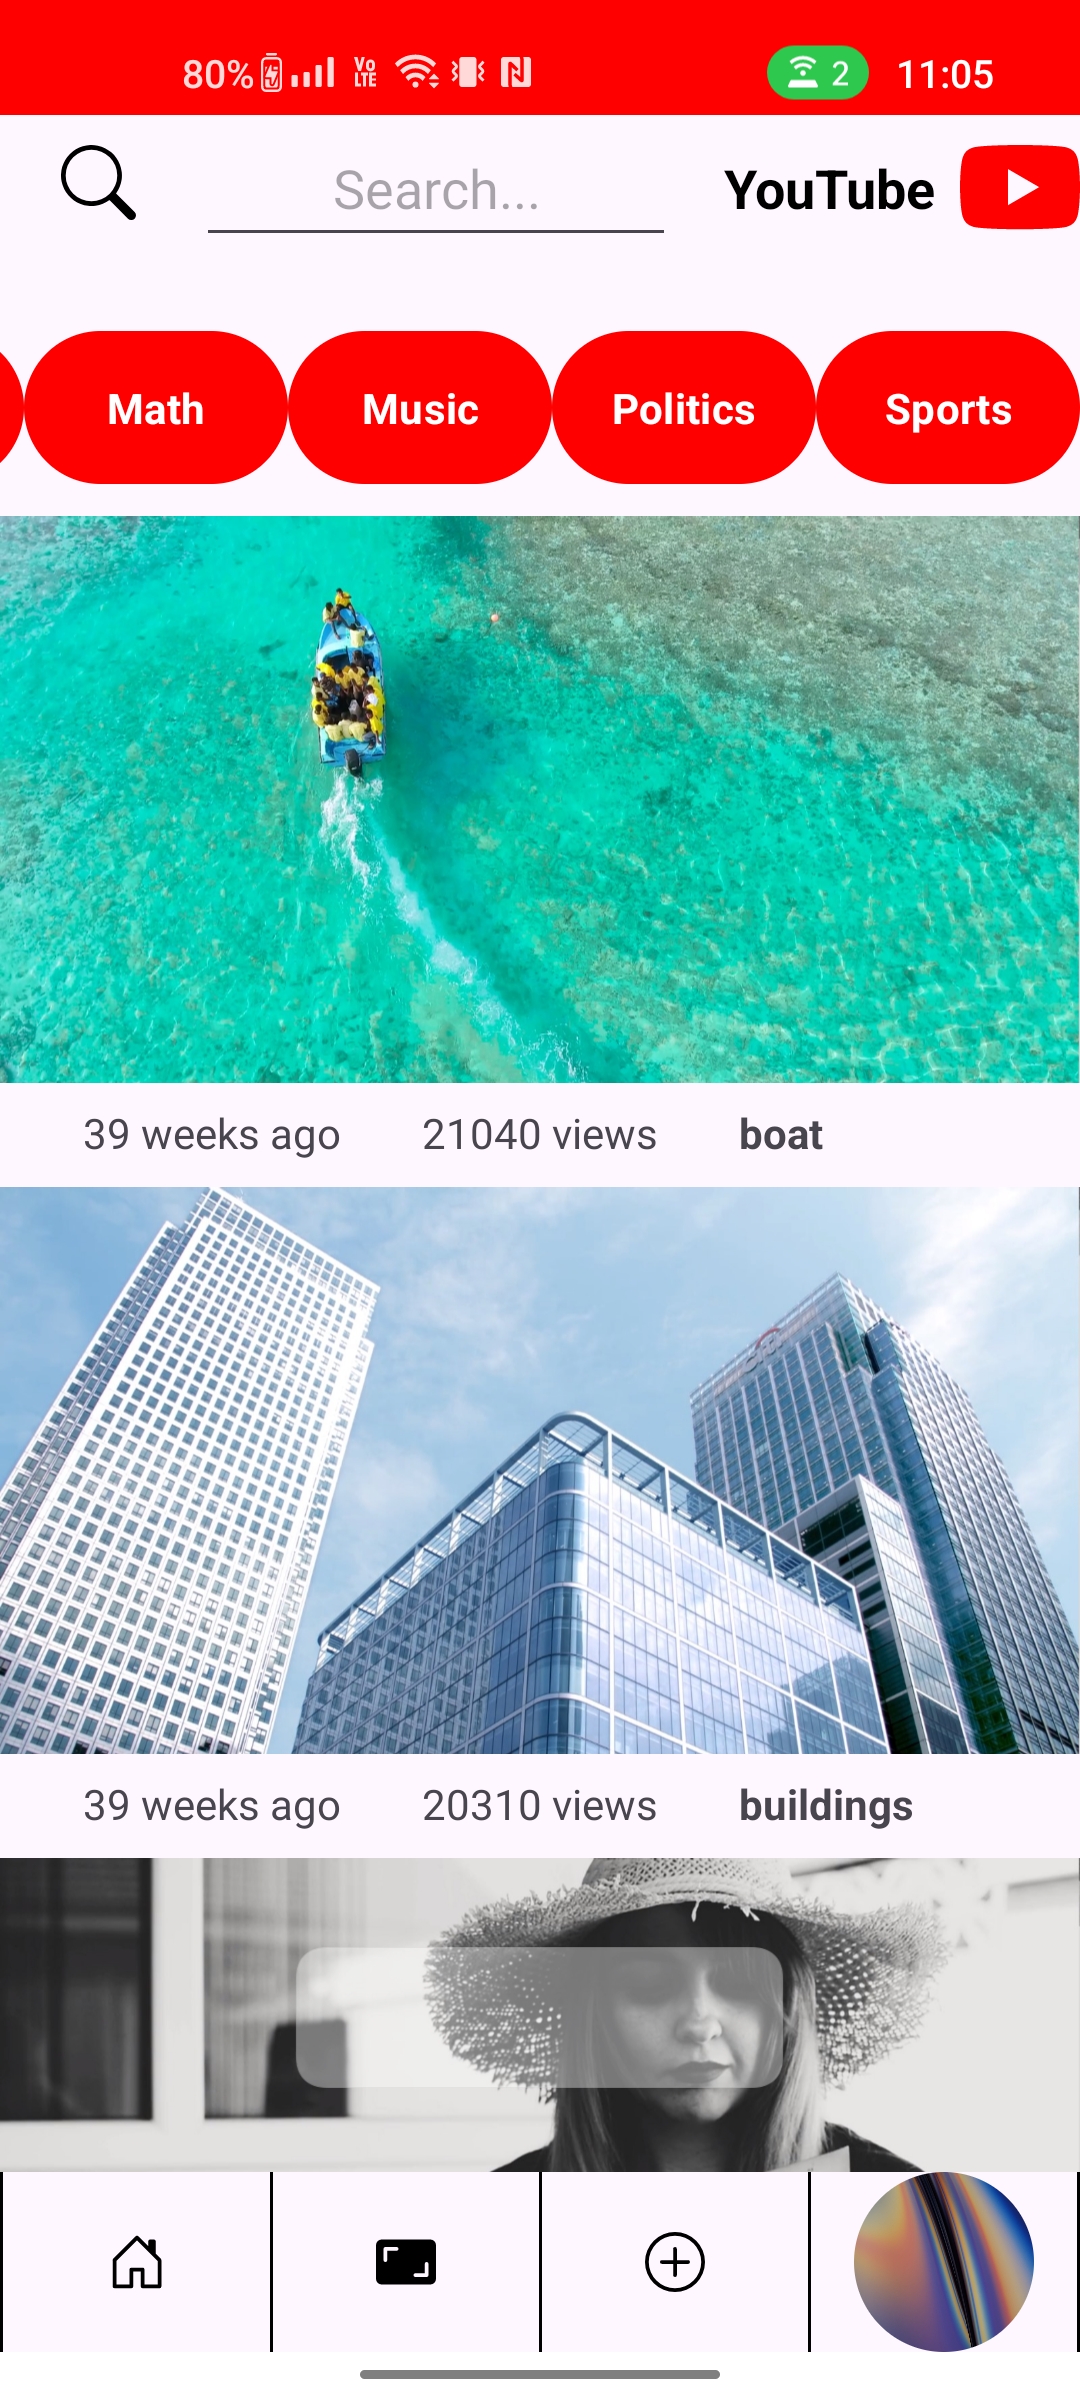 80% Vo LTE 2 11:05
Search... YouTube
Math Music Politics Sports
39 weeks ago 21040 views boat
39 weeks ago 20310 views buildings